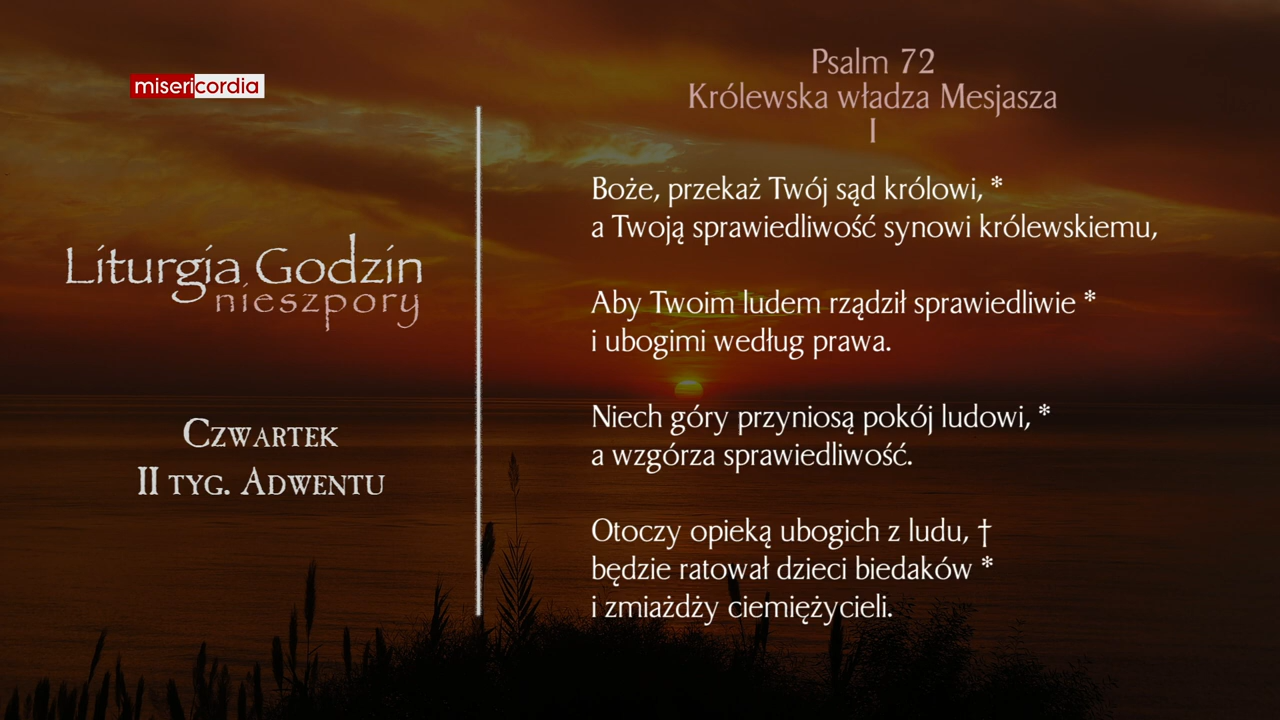 misericordia
Liturgia Godzin
nieszpory
Czwartek
II tyg. Adwentu
Psalm 72
Królewska władza Mesjasza
I
Boże, przekaż Twój sąd królowi, *
a Twoją sprawiedliwość synowi królewskiemu,
Aby Twoim ludem rządził sprawiedliwie *
i ubogimi według prawa.
Niech góry przyniosą pokój ludowi, *
a wzgórza sprawiedliwość.
Otoczy opieką ubogich z ludu, †
będzie ratował dzieci biedaków *
i zmiażdży ciemiężycieli.